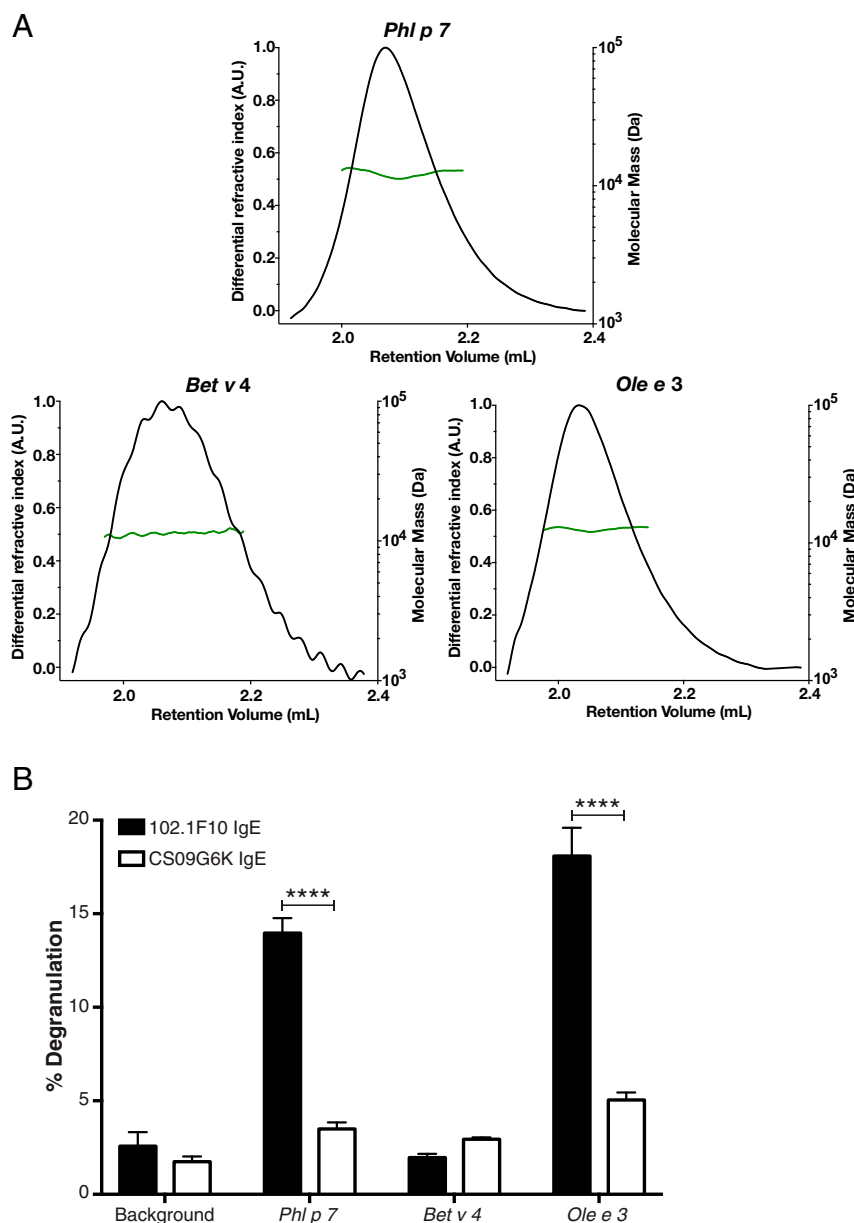 A
Phl p 7
Differential refractive index (A.U.)
1.0
0.8
0.6
0.4
0.2
0.0
Molecular Mass (Da)
10^5
10^4
10^3
2.0
2.2
2.4
Retention Volume (mL)
Bet v 4
Differential refractive index (A.U.)
1.0
0.8
0.6
0.4
0.2
0.0
Molecular Mass (Da)
10^5
10^4
10^3
2.0
2.2
2.4
Retention Volume (mL)
Ole e 3
Differential refractive index (A.U.)
1.0
0.8
0.6
0.4
0.2
0.0
Molecular Mass (Da)
10^5
10^4
10^3
2.0
2.2
2.4
Retention Volume (mL)
B
% Degranulation
20
15
10
5
0
102.1F10 IgE
CS09G6K IgE
****
****
Background
Phl p 7
Bet v 4
Ole e 3